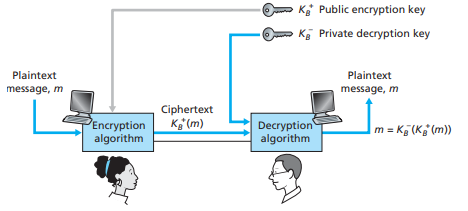 K_B^+ Public encryption key
K_B^- Private decryption key
Plaintext
message, m
Plaintext
message, m
Ciphertext
K_B^+(m)
Encryption
algorithm
Decryption
algorithm
m = K_B^-(K_B^+(m))